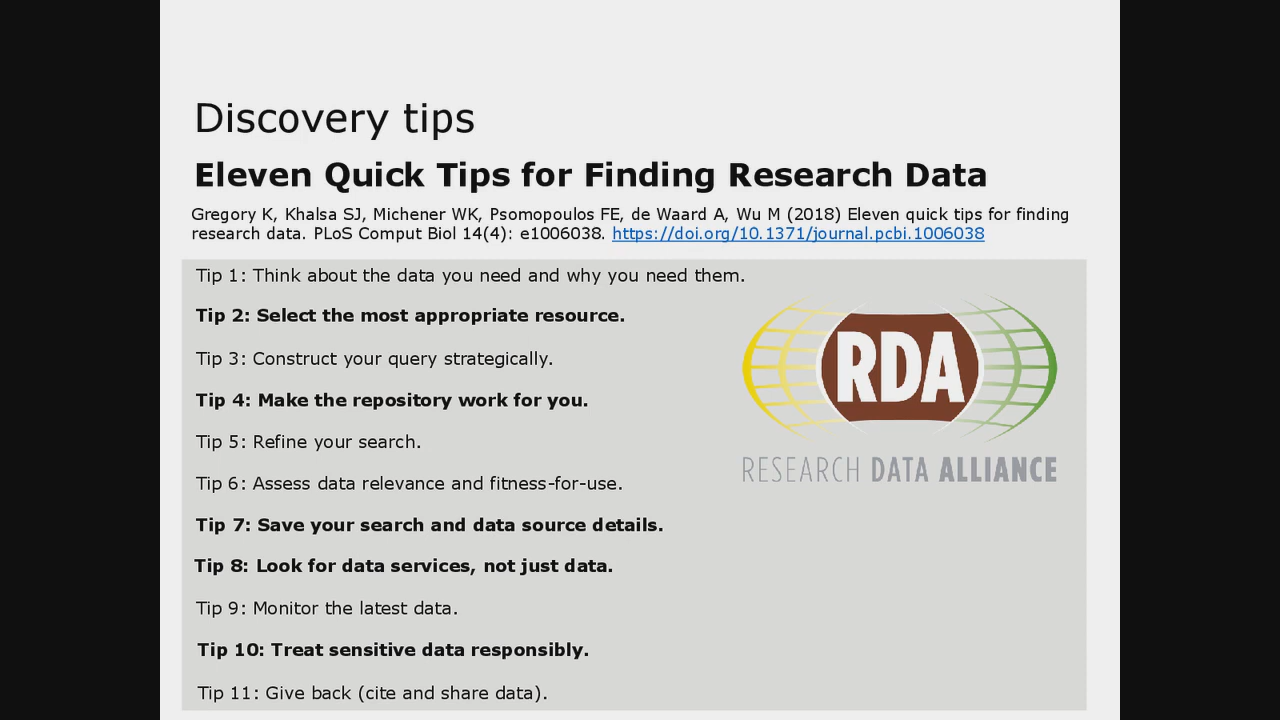 Discovery tips
Eleven Quick Tips for Finding Research Data
Gregory K, Khalsa SJ, Michener WK, Psomopoulos FE, de Waard A, Wu M (2018) Eleven quick tips for finding
research data. PLoS Comput Biol 14(4): e1006038. https://doi.org/10.1371/journal.pcbi.1006038
Tip 1: Think about the data you need and why you need them.
Tip 2: Select the most appropriate resource.
Tip 3: Construct your query strategically.
Tip 4: Make the repository work for you.
Tip 5: Refine your search.
Tip 6: Assess data relevance and fitness-for-use.
Tip 7: Save your search and data source details.
Tip 8: Look for data services, not just data.
Tip 9: Monitor the latest data.
Tip 10: Treat sensitive data responsibly.
Tip 11: Give back (cite and share data).
RDA
RESEARCH DATA ALLIANCE